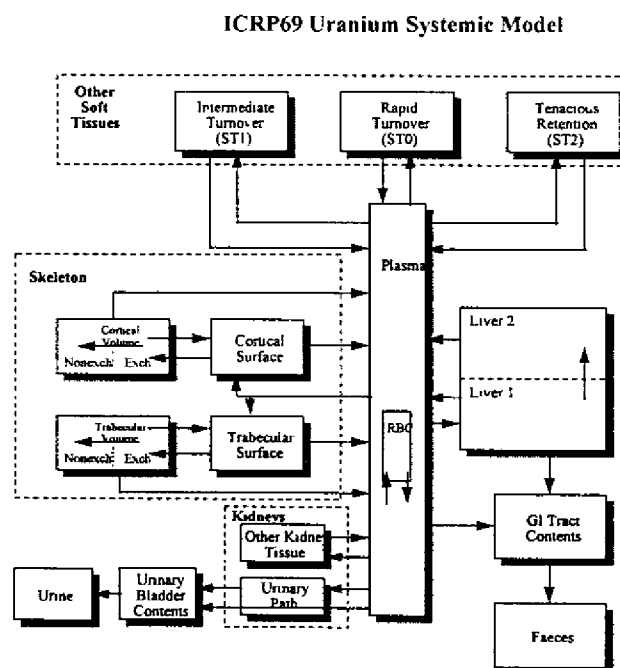 ICRP69 Uranium Systemic Model
Other
Soft
Tissues
Intermediate
Turnover
(ST1)
Rapid
Turnover
(ST0)
Tenacious
Retention
(ST2)
Plasma
Skeleton
Cortical
Volume
Nonexch
Exch
Cortical
Surface
Liver 2
Liver 1
Trabecular
Volume
Nonexch
Exch
Trabecular
Surface
RBC
Kidneys
Other Kidney
Tissue
GI Tract
Contents
Urine
Urinary
Bladder
Contents
Urinary
Path
Faeces